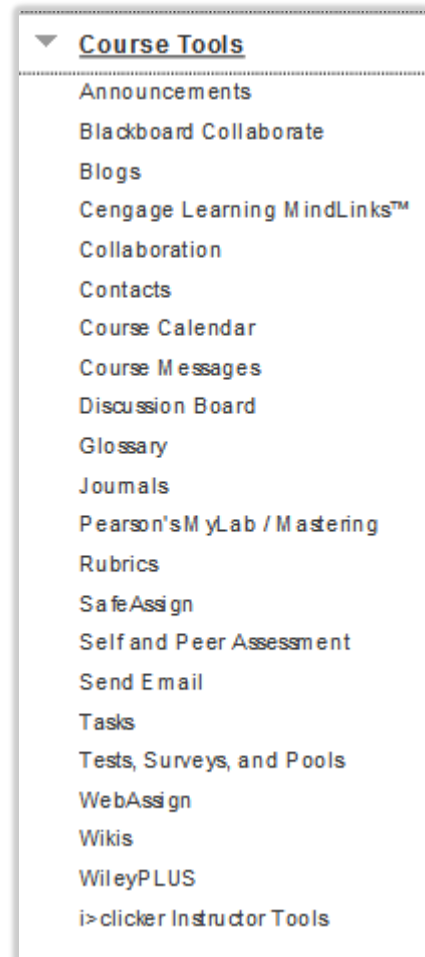 Course Tools
Announcements
Blackboard Collaborate
Blogs
Cengage Learning MindLinks™
Collaboration
Contacts
Course Calendar
Course Messages
Discussion Board
Glossary
Journals
Pearson's MyLab / Mastering
Rubrics
SafeAssign
Self and Peer Assessment
Send Email
Tasks
Tests, Surveys, and Pools
WebAssign
Wikis
WileyPLUS
i>clicker Instructor Tools